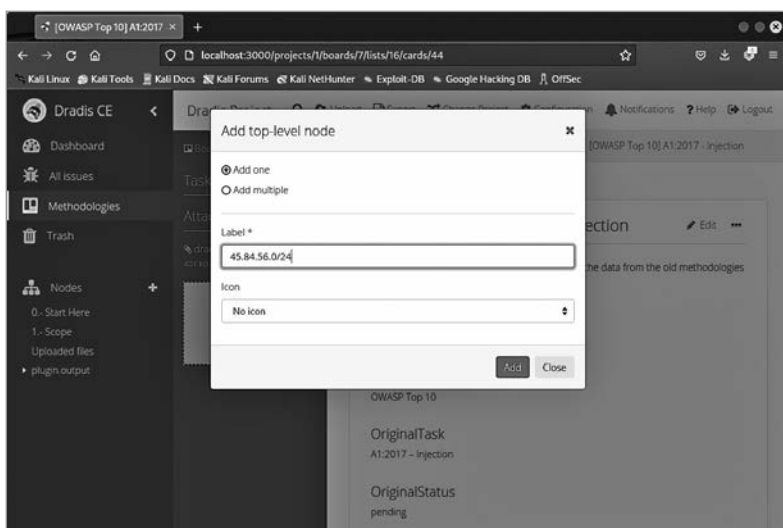 [OWASP Top 10] A1:2017
localhost:3000/projects/1/boards/7/lists/16/cards/44
Kali Linux Kali Tools Kali Docs Kali Forums Kali NetHunter Exploit-DB Google Hacking DB OffSec
Dradis CE
Notifications Help Logout
Dashboard
All issues
Methodologies
Trash
Nodes
0.- Start Here
1.- Scope
Uploaded files
plugin.output
[OWASP Top 10] A1:2017 - Injection
Edit
the data from the old methodologies
Add top-level node
Add one
Add multiple
Label *
45.84.56.0/24
Icon
No icon
Add Close
OWASP Top 10
OriginalTask
A1:2017 – Injection
OriginalStatus
pending